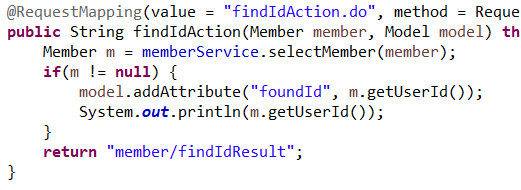 @RequestMapping(value = "findIdAction.do", method = Reque
public String findIdAction(Member member, Model model) th
    Member m = memberService.selectMember(member);
    if(m != null) {
        model.addAttribute("foundId", m.getUserId());
        System.out.println(m.getUserId());
    }
    return "member/findIdResult";
}